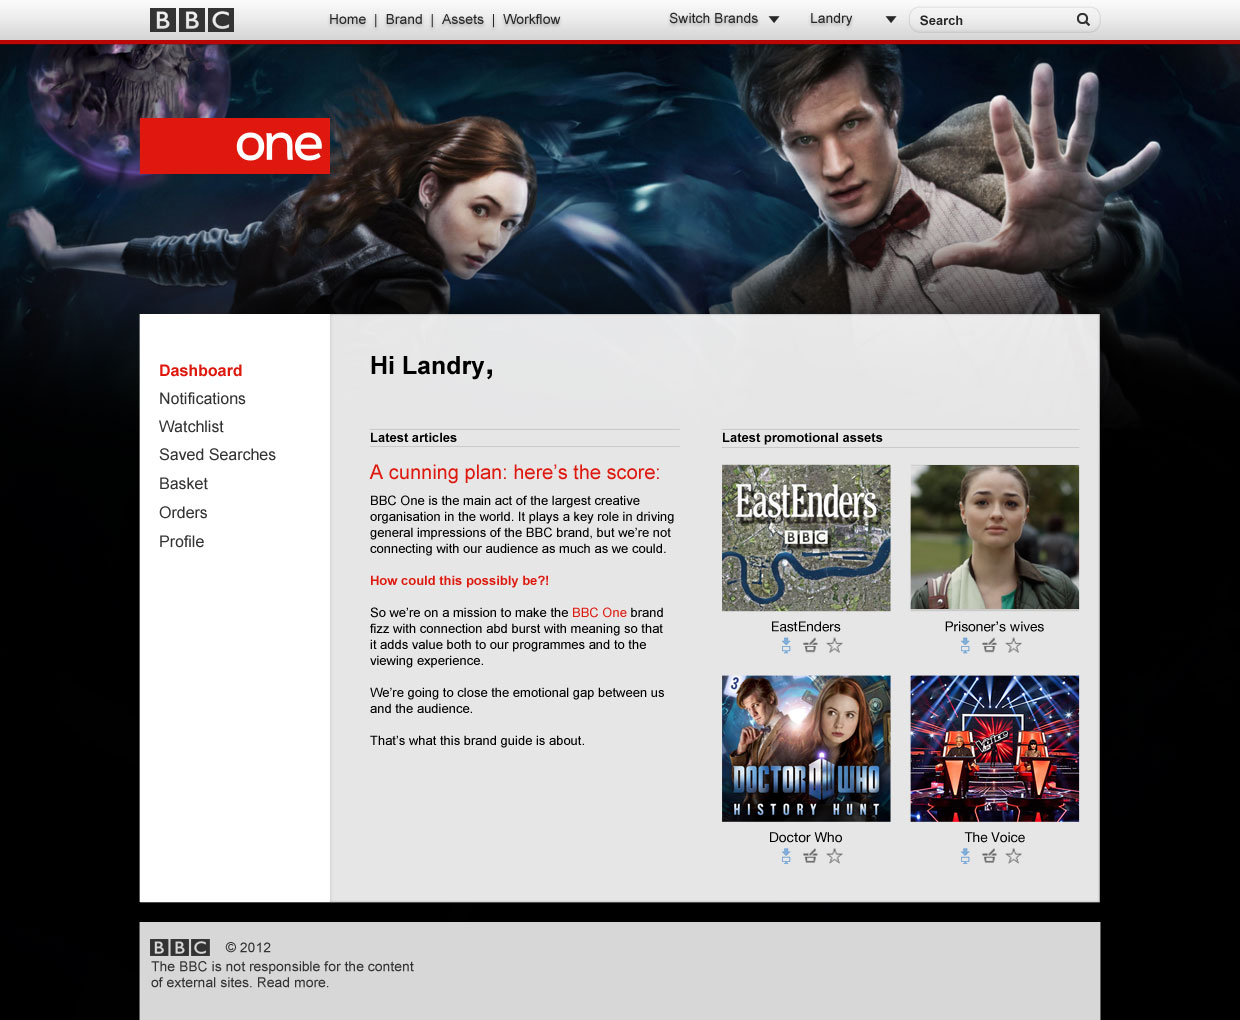 BBC
Home | Brand | Assets | Workflow
Switch Brands
Landry
Search
one
Dashboard
Notifications
Watchlist
Saved Searches
Basket
Orders
Profile
Hi Landry,
Latest articles
A cunning plan: here's the score:
BBC One is the main act of the largest creative
organisation in the world. It plays a key role in driving
general impressions of the BBC brand, but we're not
connecting with our audience as much as we could.
How could this possibly be?!
So we're on a mission to make the BBC One brand
fizz with connection abd burst with meaning so that
it adds value both to our programmes and to the
viewing experience.
We're going to close the emotional gap between us
and the audience.
That's what this brand guide is about.
Latest promotional assets
EastEnders
BBC
EastEnders
Prisoner's wives
3
DOCTOR WHO
HISTORY HUNT
Doctor Who
The Voice
The Voice
BBC © 2012
The BBC is not responsible for the content
of external sites. Read more.